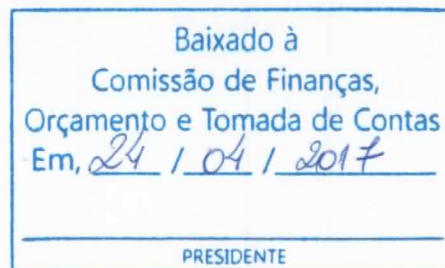 Baixado à
Comissão de Finanças,
Orçamento e Tomada de Contas
Em, 24 / 04 / 2017
PRESIDENTE